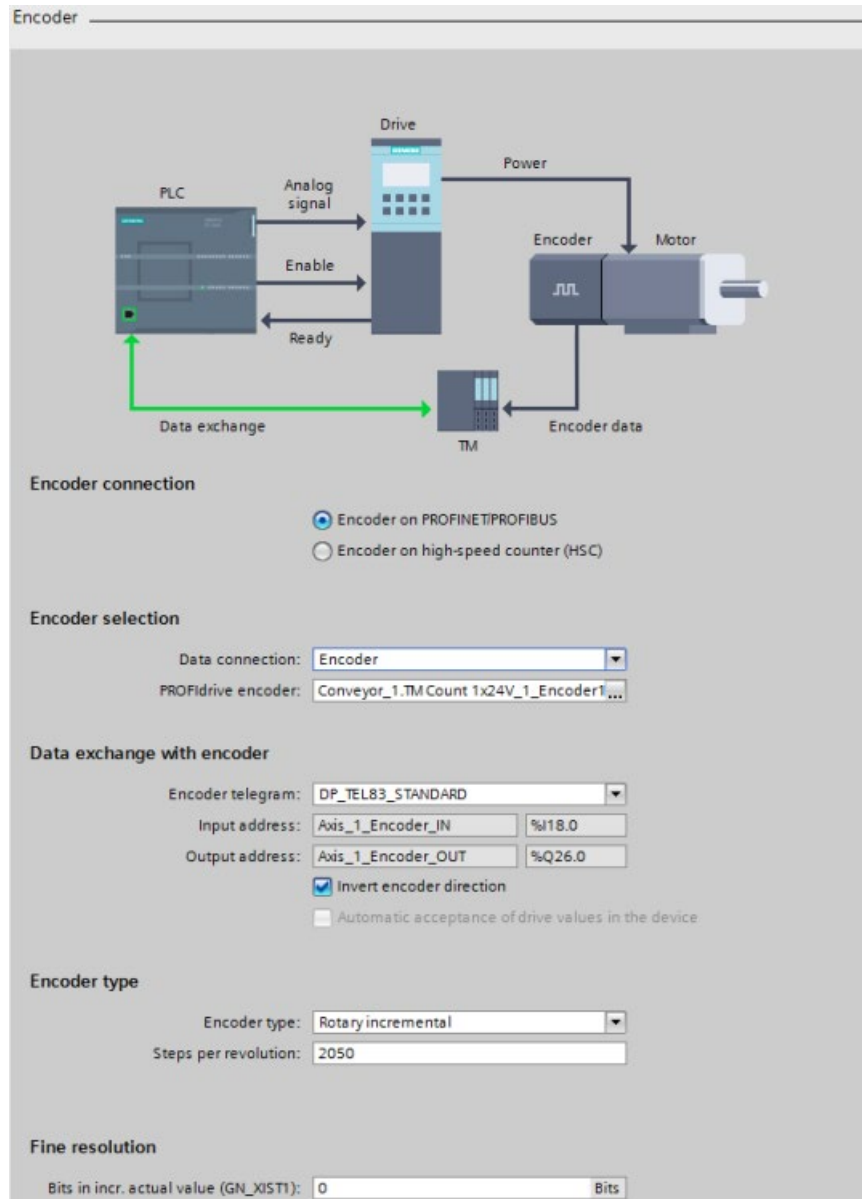 Encoder
Drive
Power
PLC
Analog
signal
SIEMENS
Encoder
Motor
Enable
Ready
Data exchange
Encoder data
TM
Encoder connection
Encoder on PROFINET/PROFIBUS
Encoder on high-speed counter (HSC)
Encoder selection
Data connection: Encoder
PROFIdrive encoder: Conveyor_1.TM Count 1x24V_1_Encoder1 ...
Data exchange with encoder
Encoder telegram: DP_TEL83_STANDARD
Input address: Axis_1_Encoder_IN %I18.0
Output address: Axis_1_Encoder_OUT %Q26.0
Invert encoder direction
Automatic acceptance of drive values in the device
Encoder type
Encoder type: Rotary incremental
Steps per revolution: 2050
Fine resolution
Bits in incr. actual value (GN_XIST1): 0 Bits